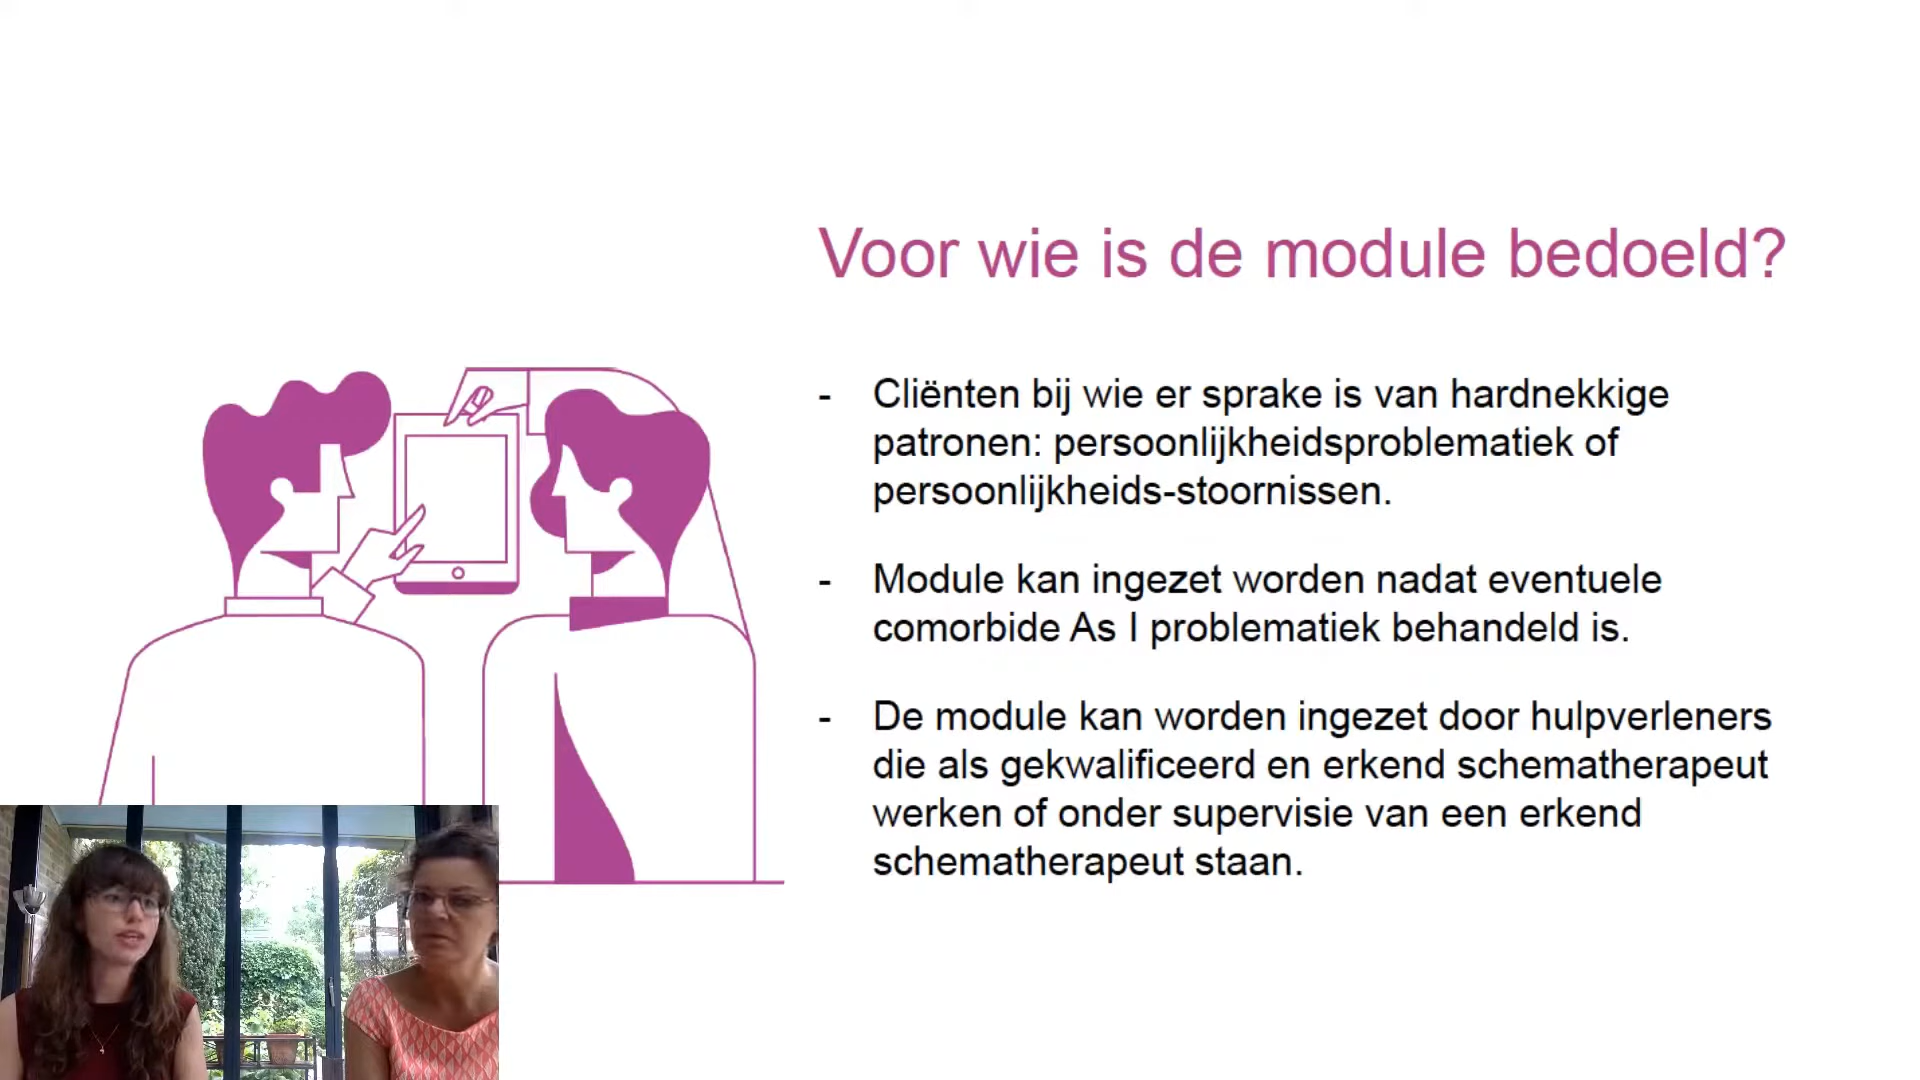 Voor wie is de module bedoeld?
- Cliënten bij wie er sprake is van hardnekkige
patronen: persoonlijkheidsproblematiek of
persoonlijkheids-stoornissen.
- Module kan ingezet worden nadat eventuele
comorbide As I problematiek behandeld is.
- De module kan worden ingezet door hulpverleners
die als gekwalificeerd en erkend schematherapeut
werken of onder supervisie van een erkend
schematherapeut staan.